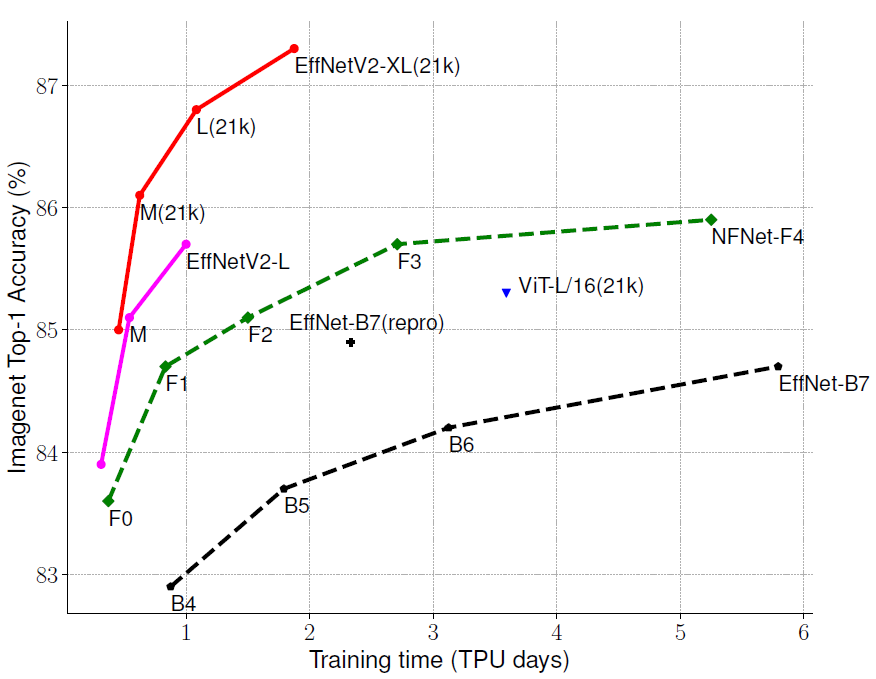 87
EffNetV2-XL(21k)
L(21k)
86
M(21k)
NFNet-F4
EffNetV2-L
F3
ViT-L/16(21k)
85
M
F2
EffNet-B7(repro)
F1
EffNet-B7
84
B6
F0
B5
83
B4
Imagenet Top-1 Accuracy (%)
1 2 3 4 5 6
Training time (TPU days)